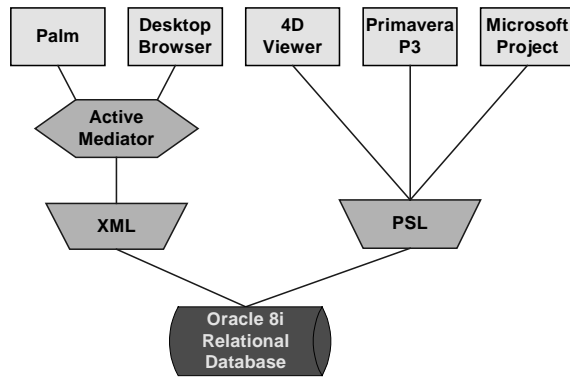 Palm
Desktop
Browser
4D
Viewer
Primavera
P3
Microsoft
Project
Active
Mediator
XML
PSL
Oracle 8i
Relational
Database